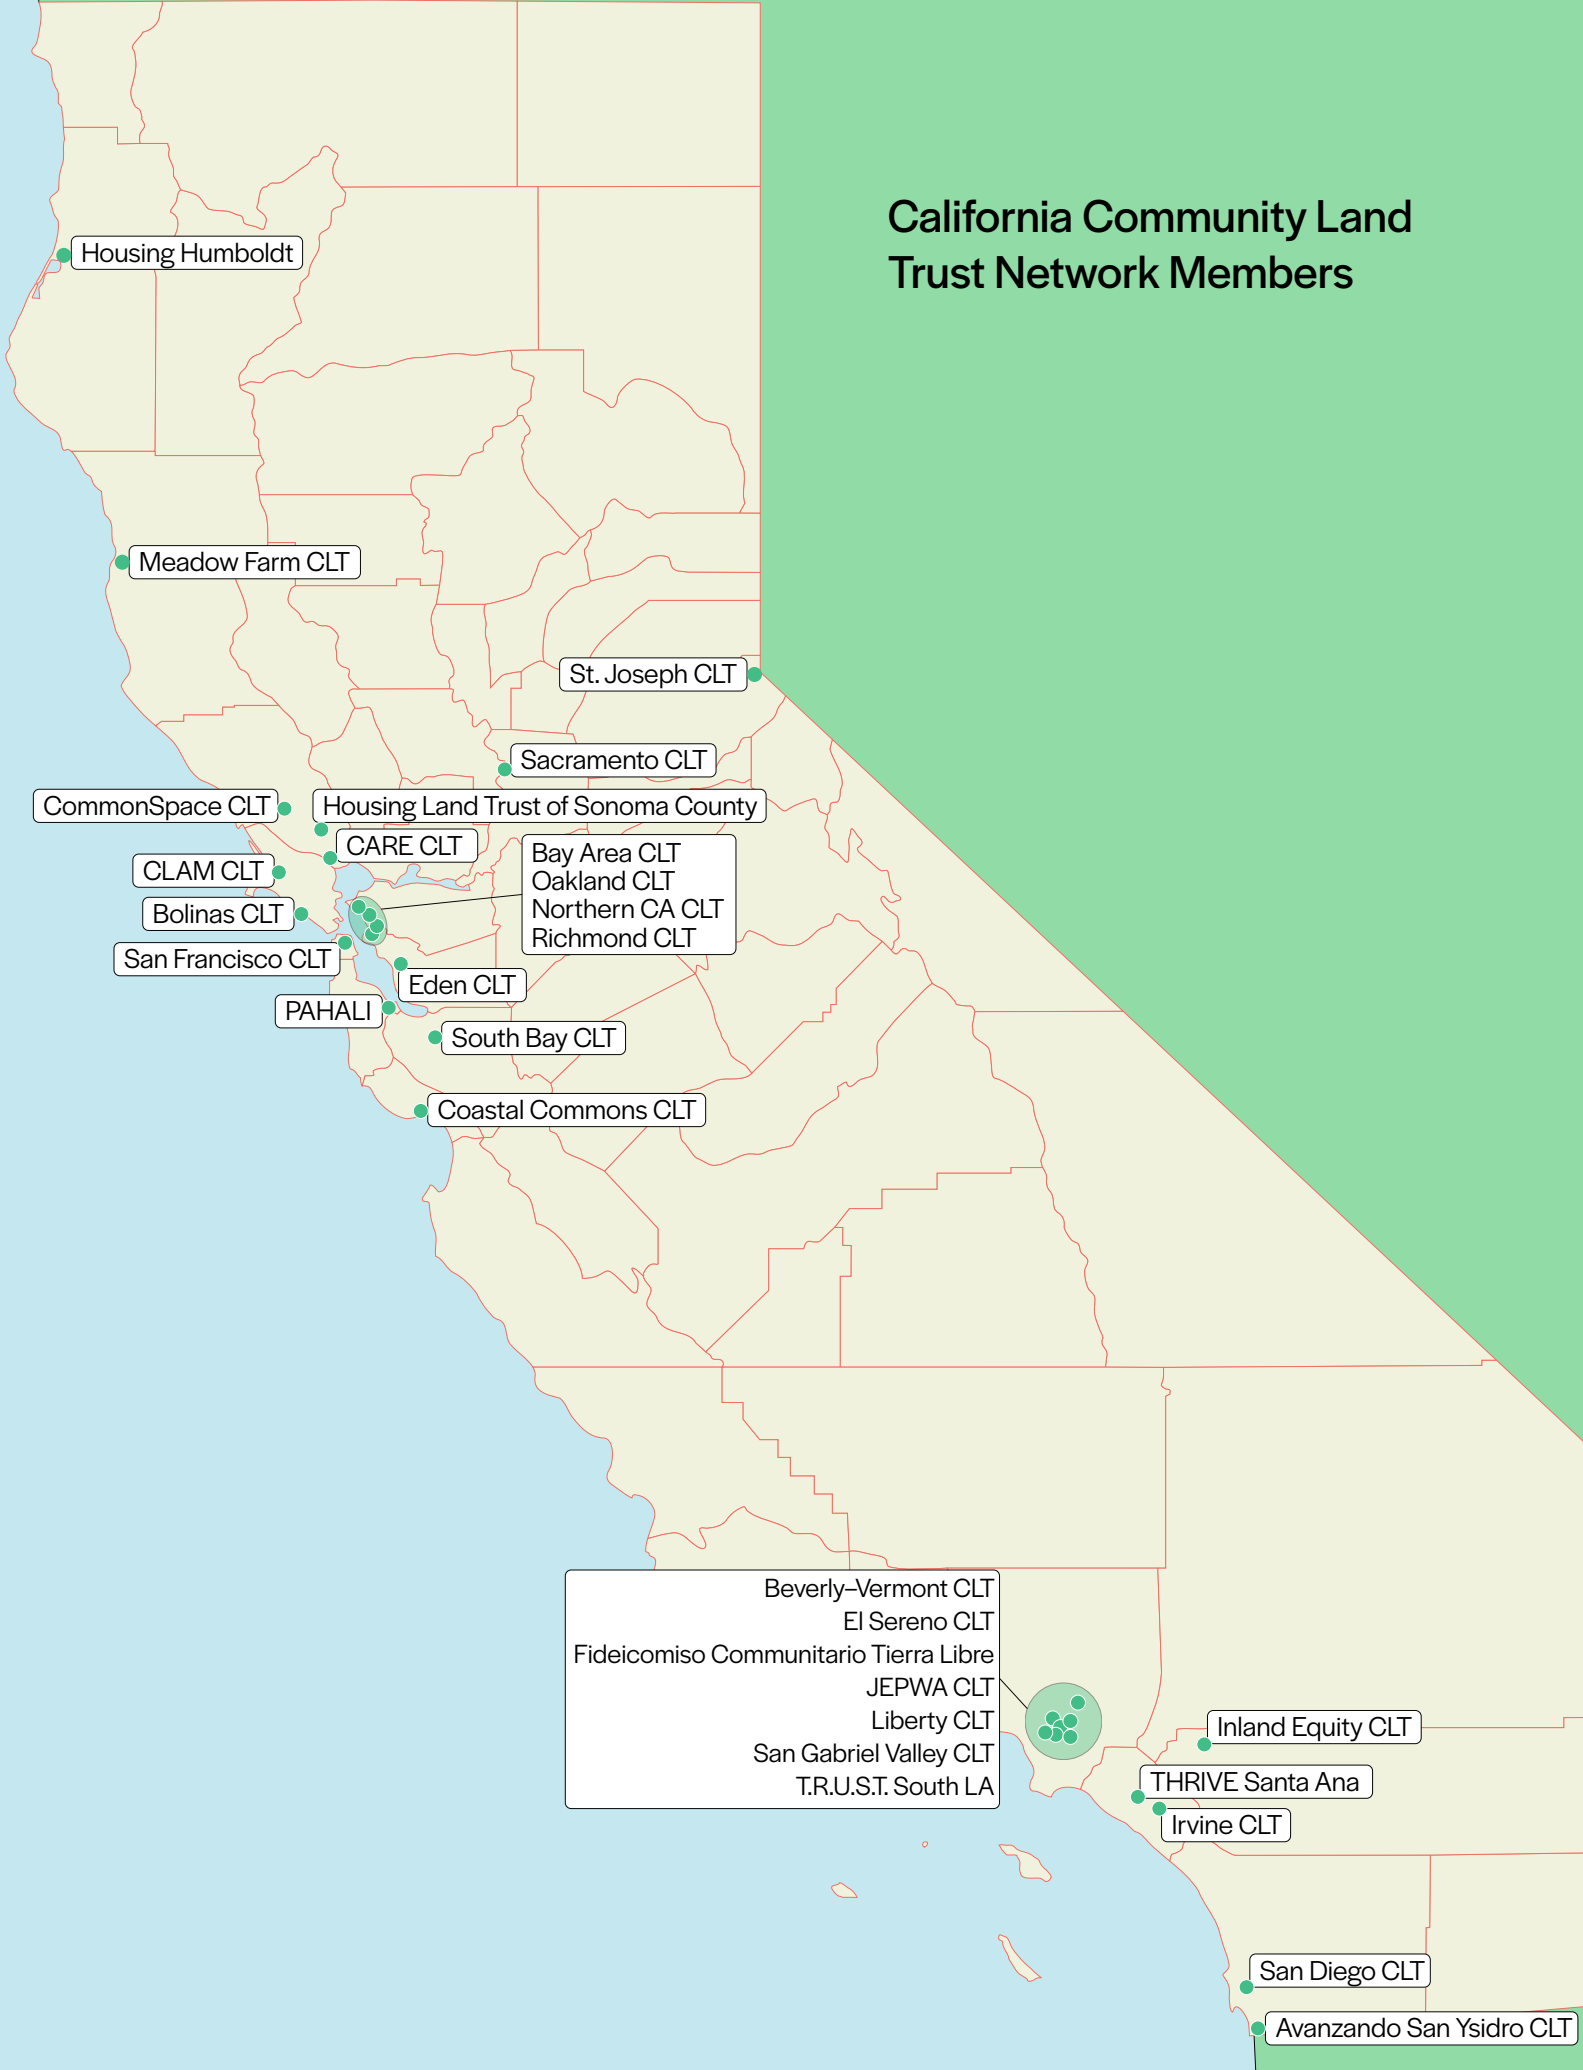 California Community Land
Trust Network Members
Housing Humboldt
Meadow Farm CLT
St. Joseph CLT
Sacramento CLT
CommonSpace CLT
Housing Land Trust of Sonoma County
CARE CLT
Bay Area CLT
Oakland CLT
Northern CA CLT
Richmond CLT
CLAM CLT
Bolinas CLT
San Francisco CLT
Eden CLT
PAHALI
South Bay CLT
Coastal Commons CLT
Beverly–Vermont CLT
El Sereno CLT
Fideicomiso Communitario Tierra Libre
JEPWA CLT
Liberty CLT
San Gabriel Valley CLT
T.R.U.S.T. South LA
Inland Equity CLT
THRIVE Santa Ana
Irvine CLT
San Diego CLT
Avanzando San Ysidro CLT